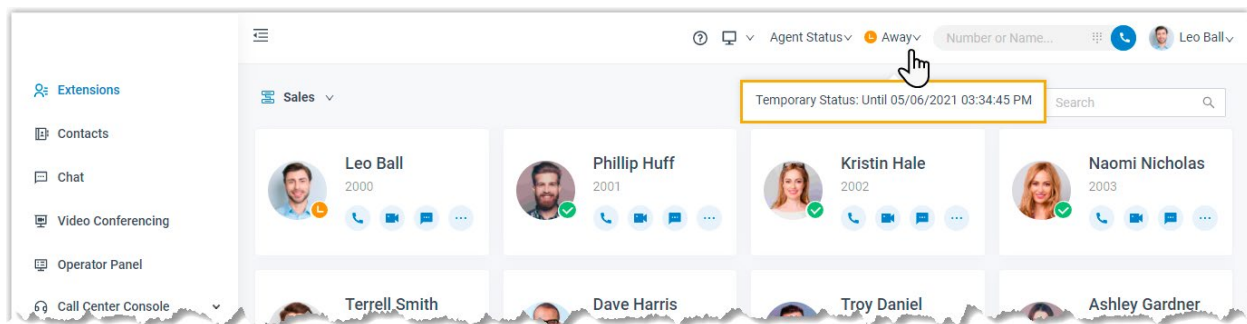 Agent Status
Away
Number or Name...
Leo Ball
Extensions
Contacts
Chat
Video Conferencing
Operator Panel
Call Center Console
Sales
Temporary Status: Until 05/06/2021 03:34:45 PM
Search
Leo Ball
2000
Phillip Huff
2001
Kristin Hale
2002
Naomi Nicholas
2003
Terrell Smith
Dave Harris
Troy Daniel
Ashley Gardner